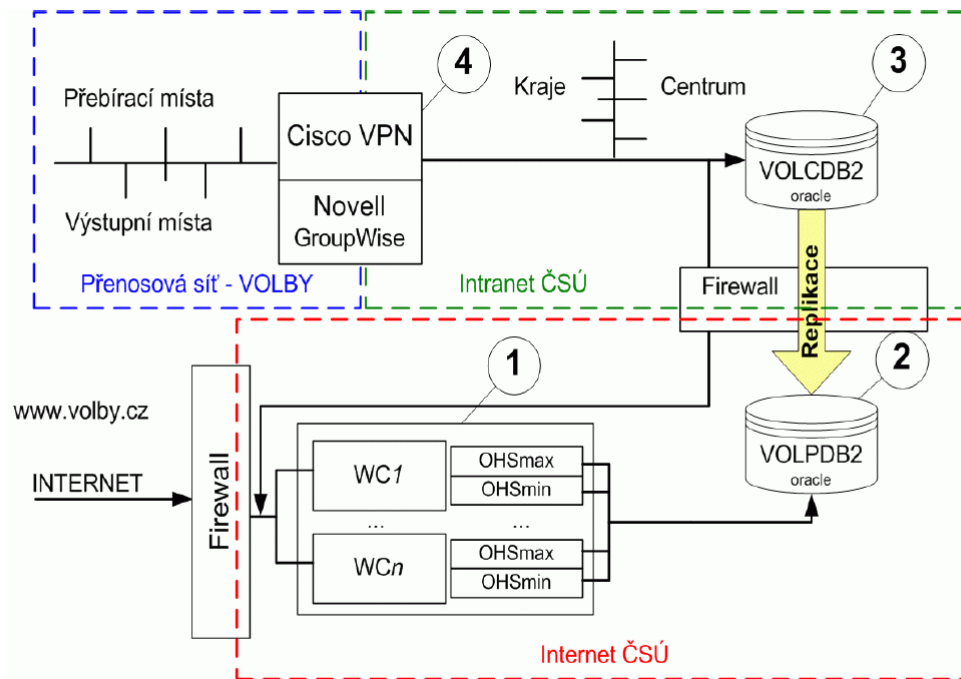 4
3
Přebírací místa
Kraje
Centrum
Cisco VPN
VOLCDB2
oracle
Výstupní místa
Novell
GroupWise
Přenosová síť - VOLBY
Intranet ČSÚ
Firewall
Replikace
1
2
www.volby.cz
INTERNET
Firewall
WC1
OHSmax
OHSmin
...
...
WCn
OHSmax
OHSmin
VOLPDB2
oracle
Internet ČSÚ